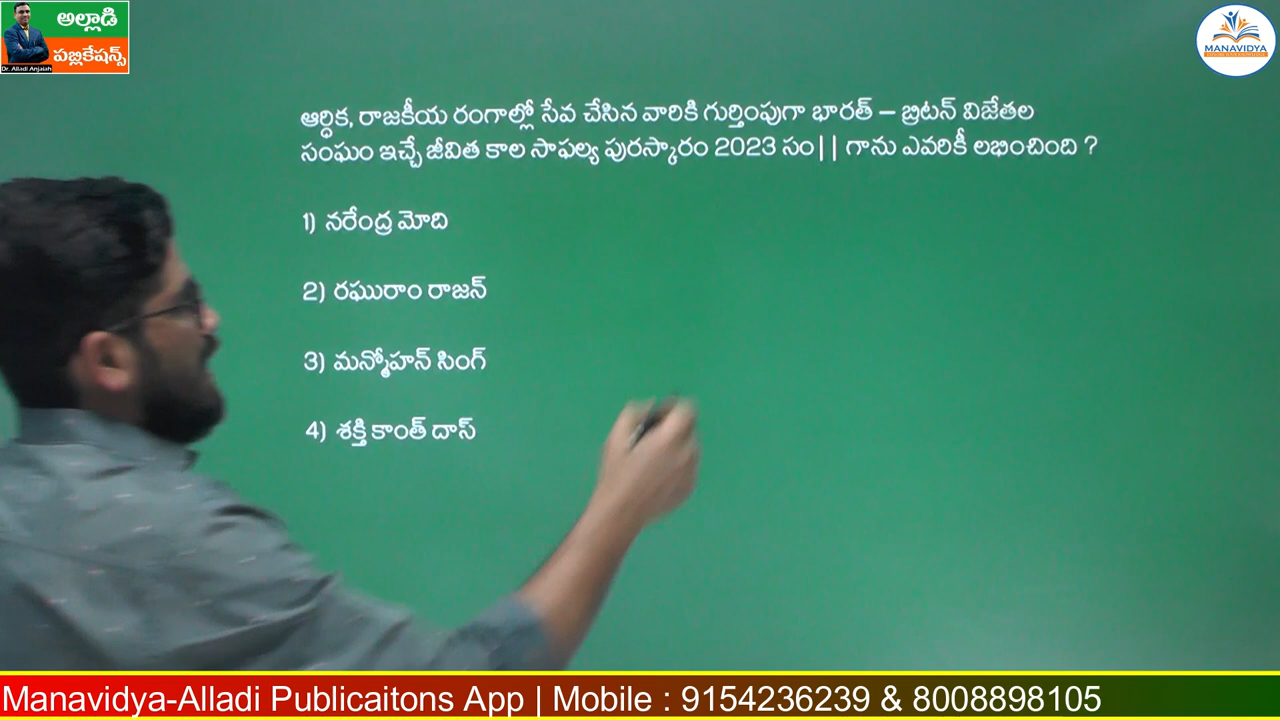 అల్లాడి
పబ్లికేషన్స్
Dr. Alladi Anjaiah
MANAVIDYA
ఆర్ధిక, రాజకీయ రంగాల్లో సేవ చేసిన వారికి గుర్తింపుగా భారత్ – బ్రిటన్ విజేతల
సంఘం ఇచ్చే జీవిత కాల సాఫల్య పురస్కారం 2023 సం|| గాను ఎవరికీ లభించింది ?
1) నరేంద్ర మోది
2) రఘురాం రాజన్
3) మన్మోహన్ సింగ్
4) శక్తి కాంత్ దాస్
Manavidya-Alladi Publicaitons App | Mobile : 9154236239 & 8008898105